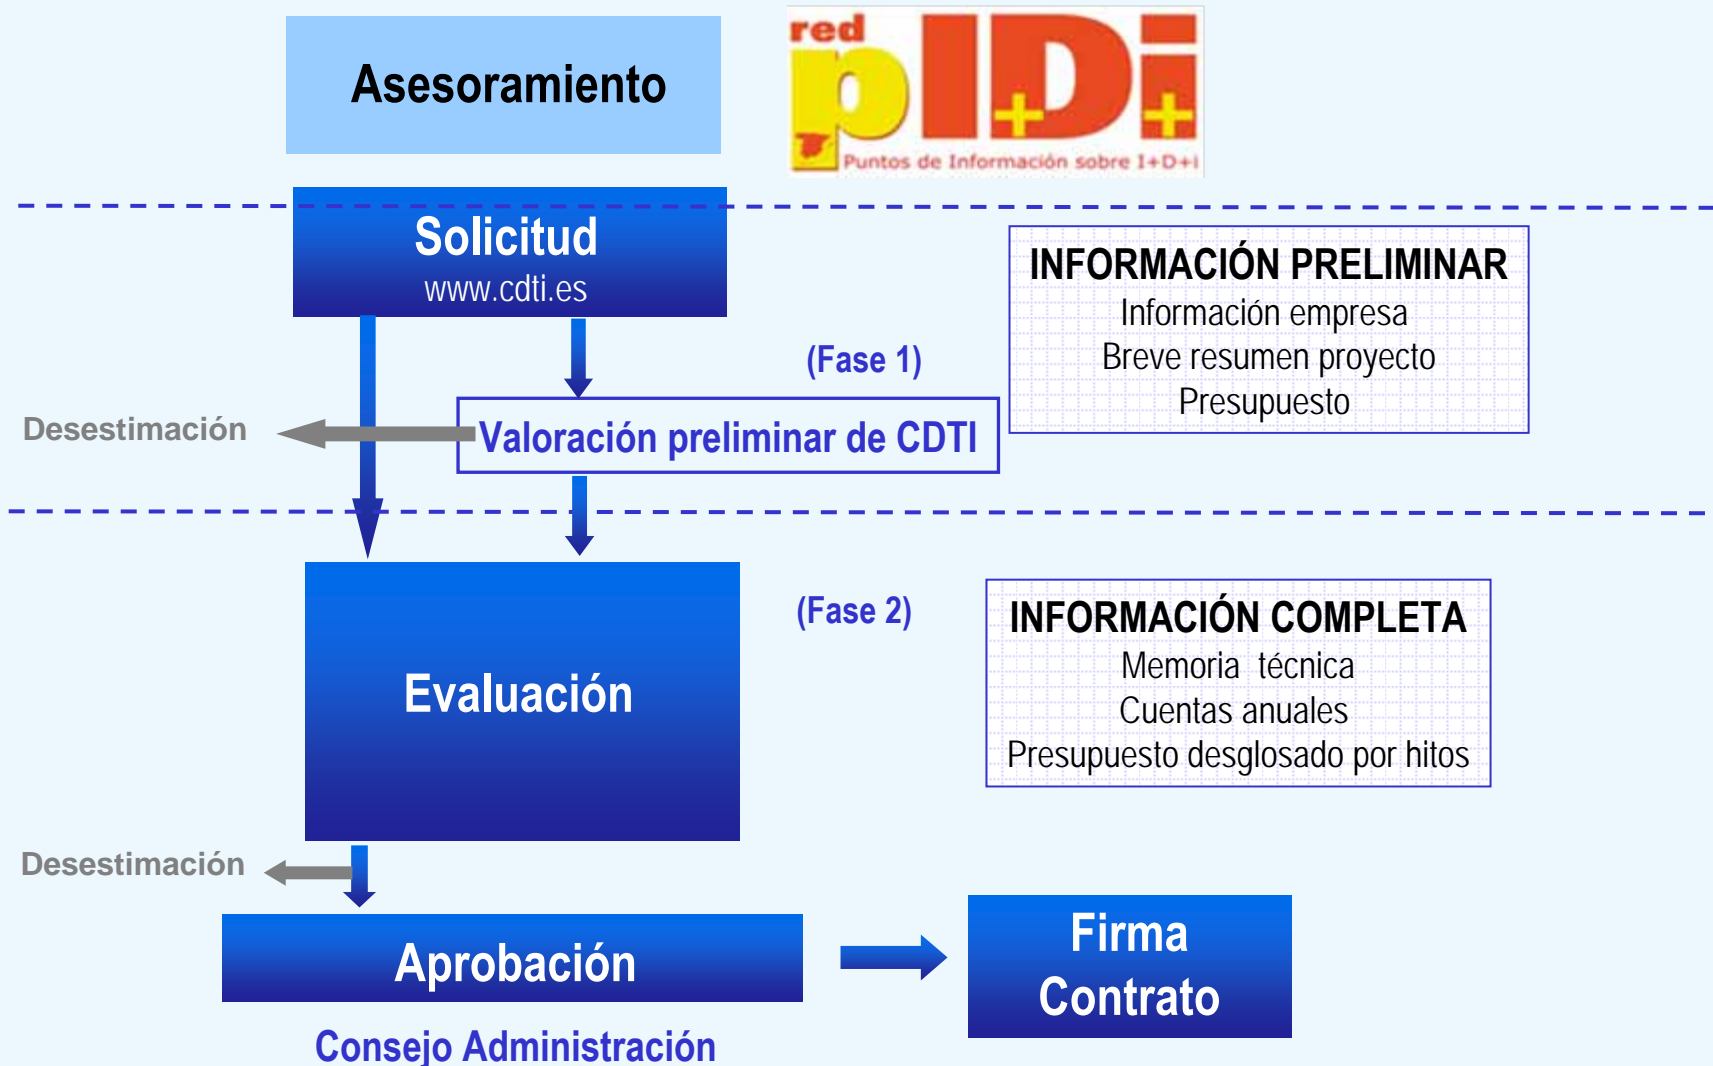 Asesoramiento
red
pI+D+i
Puntos de Información sobre I+D+i
Solicitud
www.cdti.es
INFORMACIÓN PRELIMINAR
Información empresa
Breve resumen proyecto
Presupuesto
(Fase 1)
Desestimación
Valoración preliminar de CDTI
(Fase 2)
Evaluación
INFORMACIÓN COMPLETA
Memoria técnica
Cuentas anuales
Presupuesto desglosado por hitos
Desestimación
Aprobación
Firma
Contrato
Consejo Administración